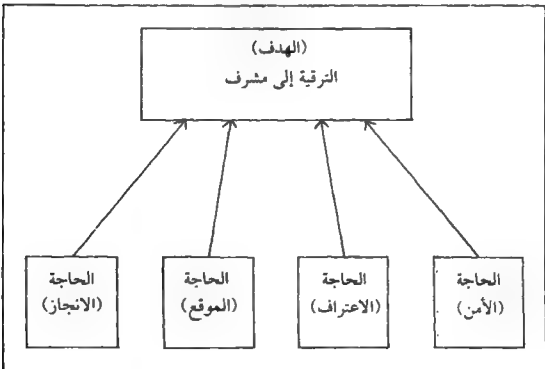 (الهدف)
الترقية إلى مشرف
الحاجة
(الأمن)
الحاجة
(الاعتراف)
الحاجة
(الموقع)
الحاجة
(الانجاز)